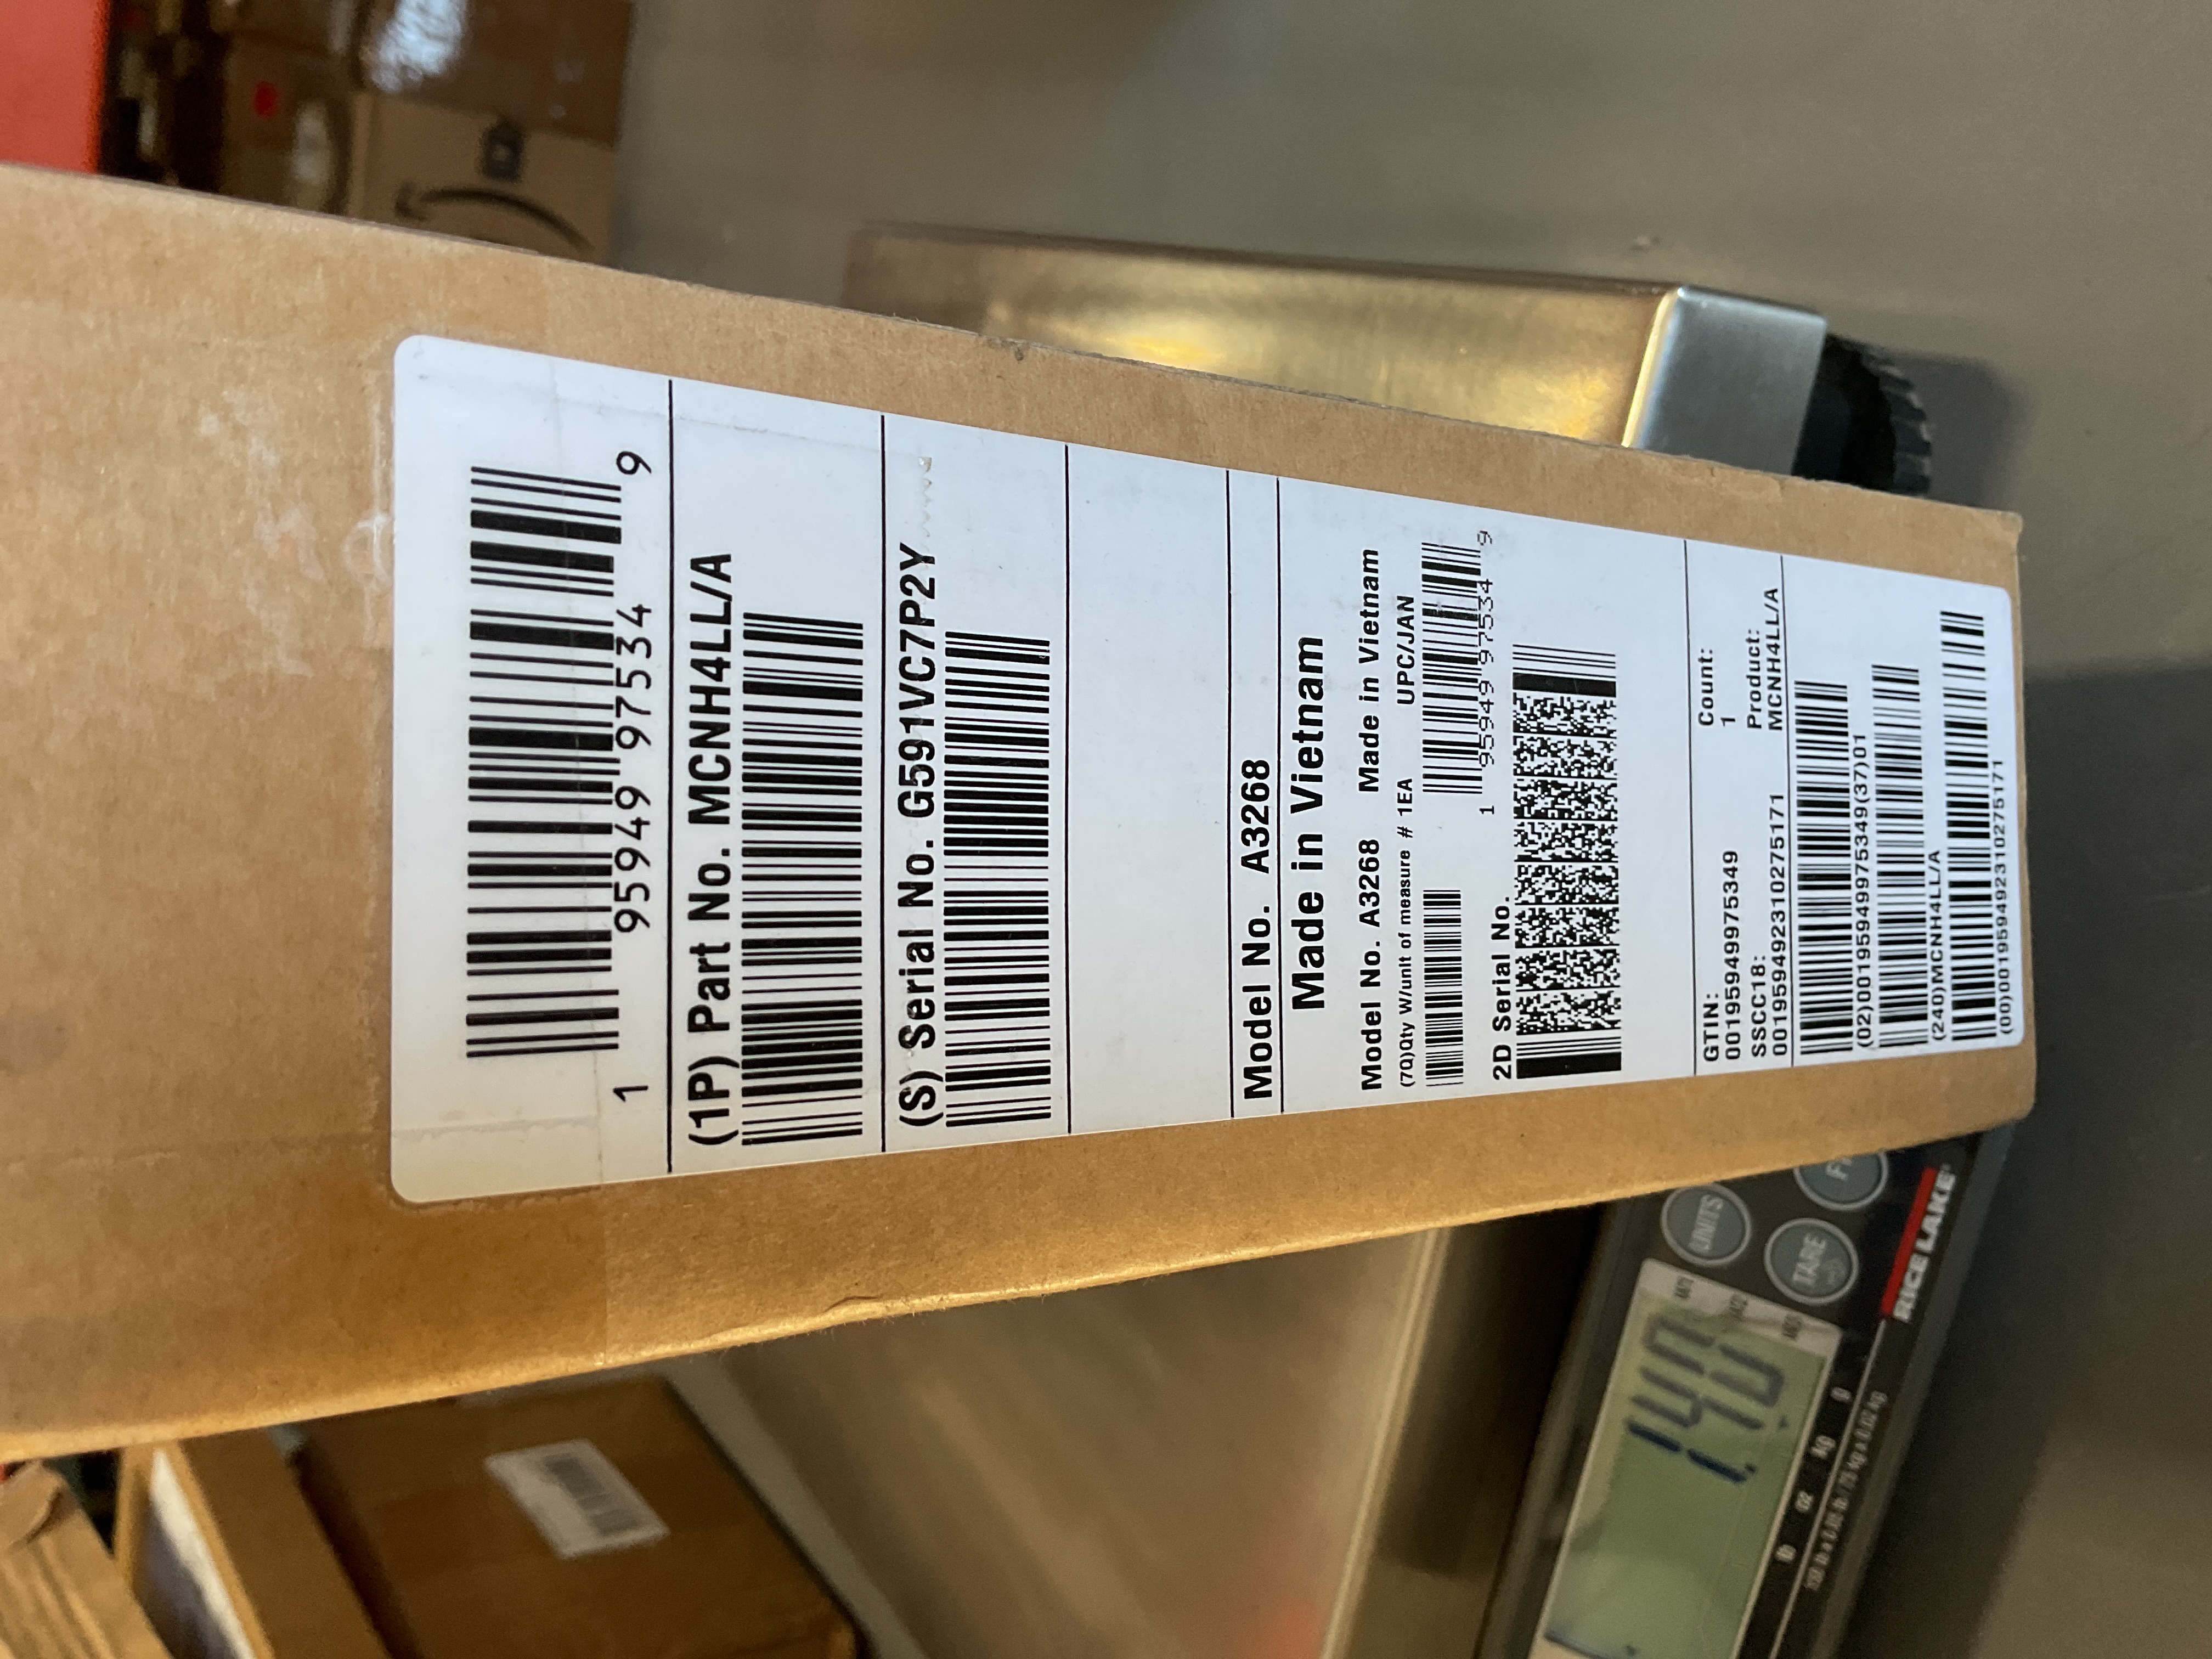 1 95949 97534 9
(1P) Part No. MCNH4LL/A
(S) Serial No. G591VC7P2Y
Model No. A3268
Made in Vietnam
Model No. A3268 Made in Vietnam
(7Q)Qty W/unit of measure # 1EA UPC/JAN
1 95949 97534 9
2D Serial No.
GTIN: Count:
00195949975349 1
SSCC18: Product:
001959492310275171 MCNH4LL/A
(02)00195949975349(37)01
(240)MCNH4LL/A
(00)001959492310275171
UNITS
TARE
RICE LAKE
lb oz kg g